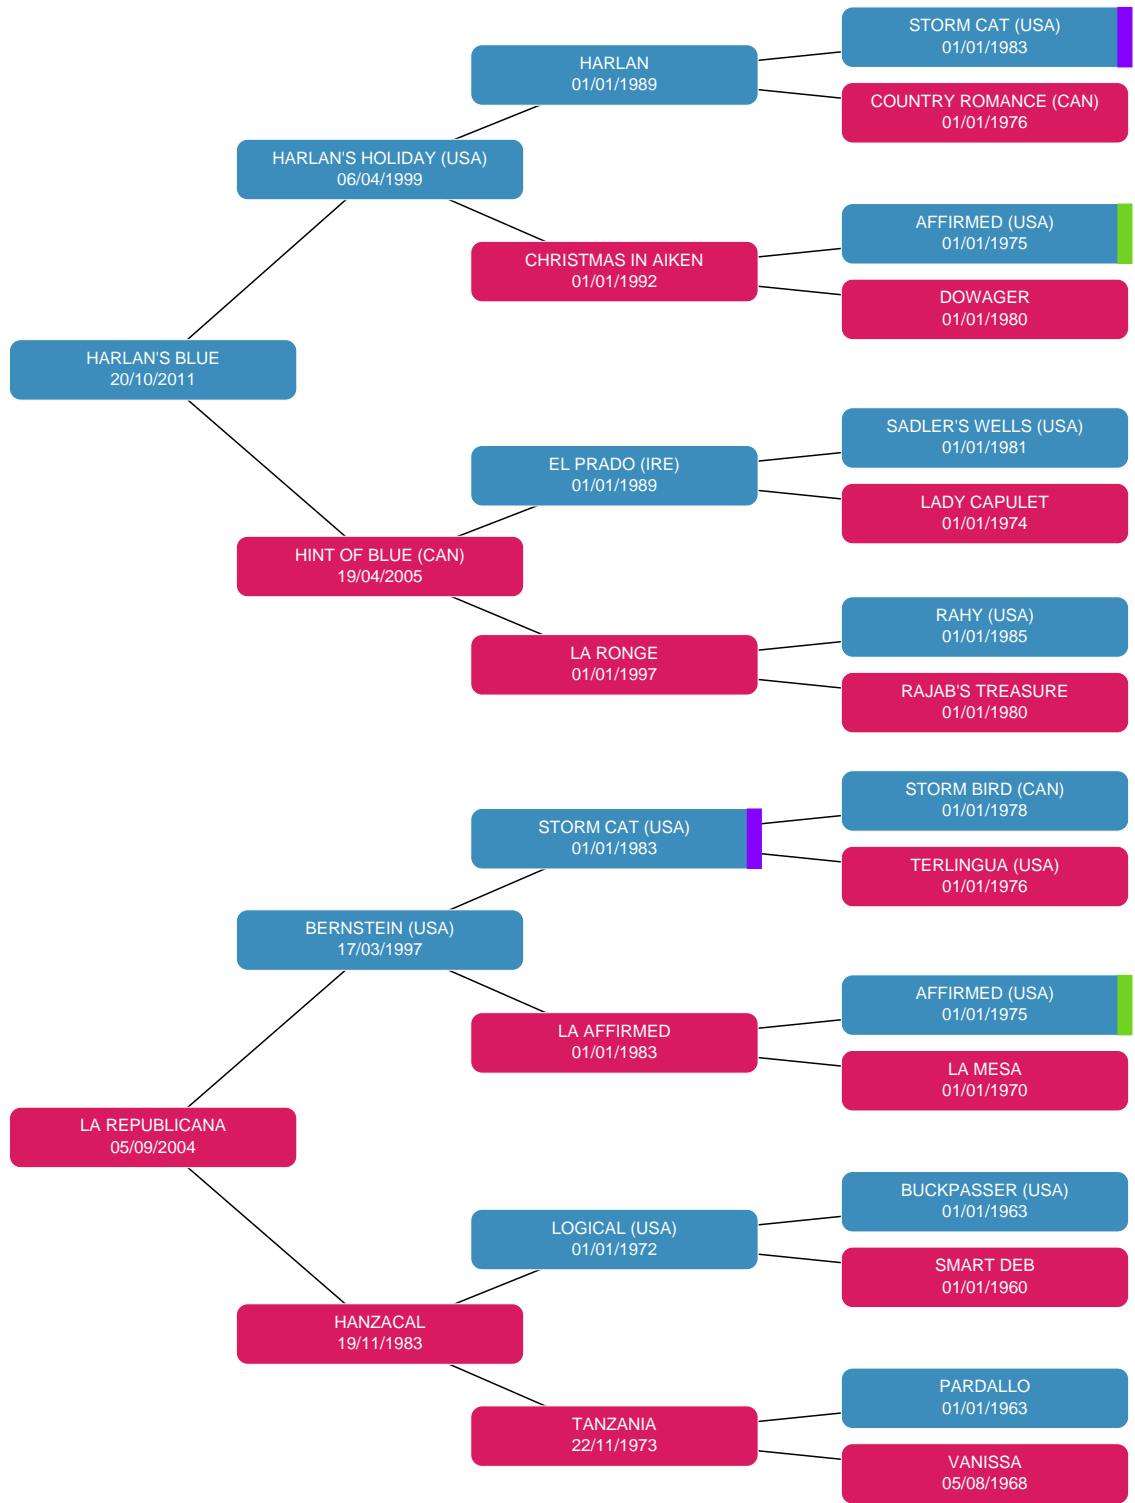 STORM CAT (USA)
01/01/1983
HARLAN
01/01/1989
COUNTRY ROMANCE (CAN)
01/01/1976
HARLAN'S HOLIDAY (USA)
06/04/1999
AFFIRMED (USA)
01/01/1975
CHRISTMAS IN AIKEN
01/01/1992
DOWAGER
01/01/1980
HARLAN'S BLUE
20/10/2011
SADLER'S WELLS (USA)
01/01/1981
EL PRADO (IRE)
01/01/1989
LADY CAPULET
01/01/1974
HINT OF BLUE (CAN)
19/04/2005
RAHY (USA)
01/01/1985
LA RONGE
01/01/1997
RAJAB'S TREASURE
01/01/1980
STORM BIRD (CAN)
01/01/1978
STORM CAT (USA)
01/01/1983
TERLINGUA (USA)
01/01/1976
BERNSTEIN (USA)
17/03/1997
AFFIRMED (USA)
01/01/1975
LA AFFIRMED
01/01/1983
LA MESA
01/01/1970
LA REPUBLICANA
05/09/2004
BUCKPASSER (USA)
01/01/1963
LOGICAL (USA)
01/01/1972
SMART DEB
01/01/1960
HANZACAL
19/11/1983
PARDALLO
01/01/1963
TANZANIA
22/11/1973
VANISSA
05/08/1968